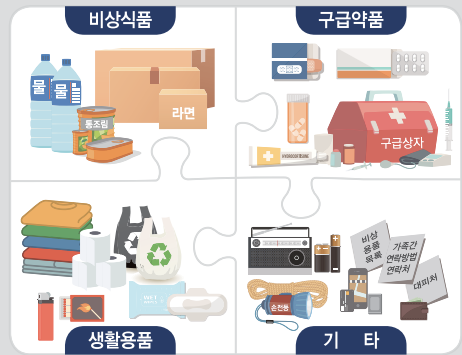 비상식품
구급약품
물
물
통조림
라면
구급상자
HYDROCORTISONE
비상
용품
목록
가족간
연락방법
연락처
대피처
손전등
생활용품
기 타